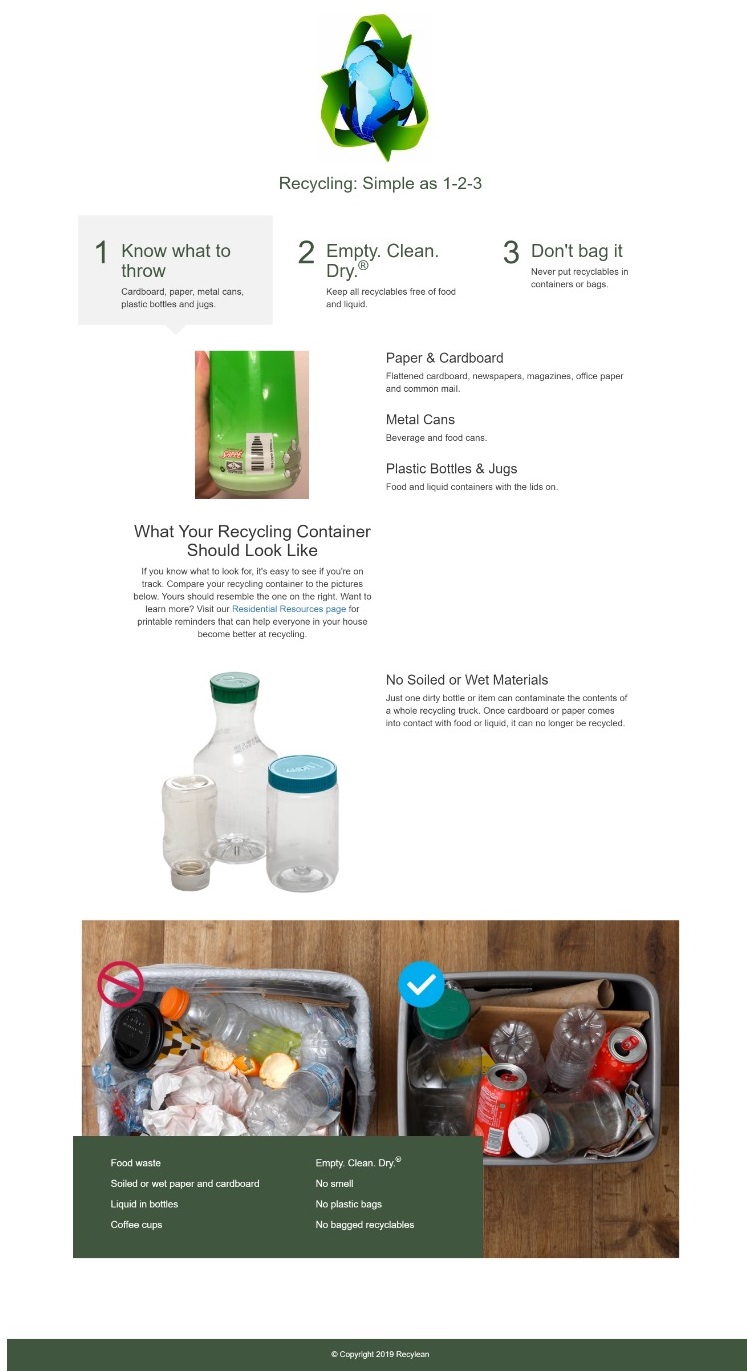 Recycling: Simple as 1-2-3
1
Know what to
throw
Cardboard, paper, metal cans,
plastic bottles and jugs.
2
Empty. Clean.
Dry.®
Keep all recyclables free of food
and liquid.
3
Don't bag it
Never put recyclables in
containers or bags.
Paper & Cardboard
Flattened cardboard, newspapers, magazines, office paper
and common mail.
Metal Cans
Beverage and food cans.
Plastic Bottles & Jugs
Food and liquid containers with the lids on.
What Your Recycling Container
Should Look Like
If you know what to look for, it's easy to see if you're on
track. Compare your recycling container to the pictures
below. Yours should resemble the one on the right. Want to
learn more? Visit our Residential Resources page for
printable reminders that can help everyone in your house
become better at recycling.
No Soiled or Wet Materials
Just one dirty bottle or item can contaminate the contents of
a whole recycling truck. Once cardboard or paper comes
into contact with food or liquid, it can no longer be recycled.
Food waste
Soiled or wet paper and cardboard
Liquid in bottles
Coffee cups
Empty. Clean. Dry.®
No smell
No plastic bags
No bagged recyclables
© Copyright 2019 Recylean